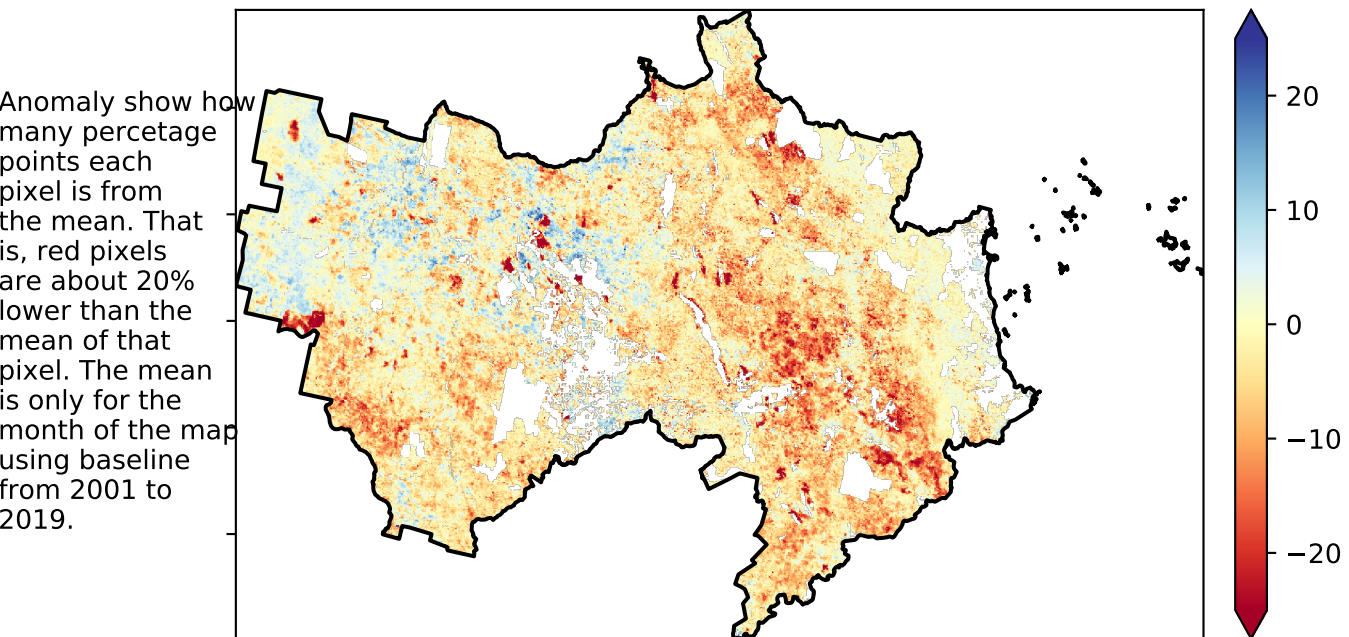 Anomaly show how
many percetage
points each
pixel is from
the mean. That
is, red pixels
are about 20%
lower than the
mean of that
pixel. The mean
is only for the
month of the map
using baseline
from 2001 to
2019.
20
10
0
−10
−20